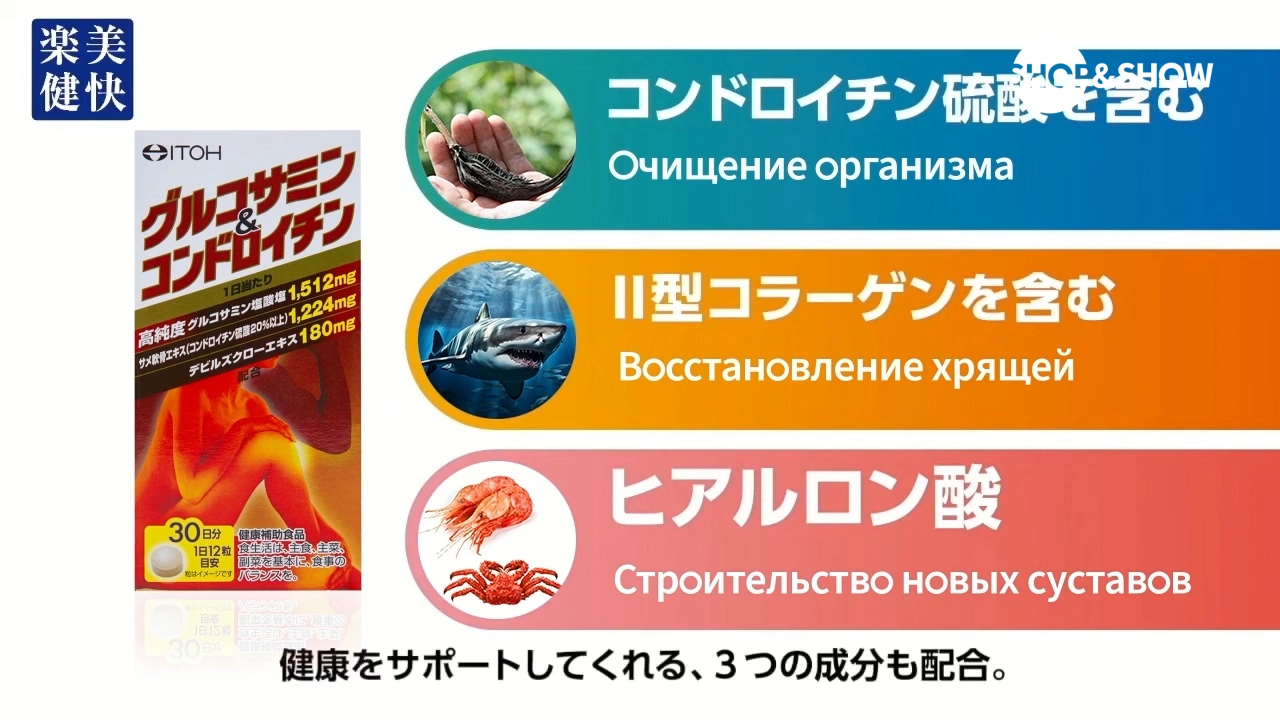 楽美
健快
SHOP&SHOW
ITOH
グルコサミン
&
コンドロイチン
1日当たり
高純度グルコサミン塩酸塩1,512mg
サメ軟骨エキス(コンドロイチン硫酸20%以上)1,224mg
デビルズクローエキス180mg
配合
30日分
1日12粒
目安
粒はイメージです
健康補助食品
食生活は、主食、主菜、
副菜を基本に、食事の
バランスを。
コンドロイチン硫酸を含む
Очищение организма
II型コラーゲンを含む
Восстановление хрящей
ヒアルロン酸
Строительство новых суставов
健康をサポートしてくれる、3つの成分も配合。